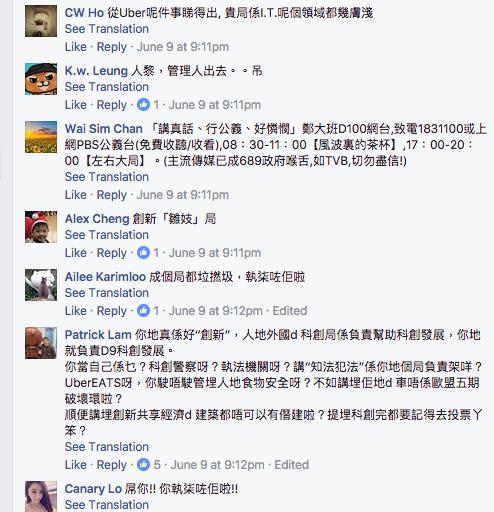 CW Ho 從Uber呢件事睇得出, 貴局係I.T.呢個領域都幾膚淺
See Translation
Like · Reply · June 9 at 9:11pm
K.w. Leung 人黎，管理人出去。。吊
See Translation
Like · Reply · 1 · June 9 at 9:11pm
Wai Sim Chan 「講真話、行公義、好憐憫」鄭大班D100網台,致電1831100或上
網PBS公義台(免費收聽/收看),08：30-11：00【風波裏的茶杯】,17：00-20：
00【左右大局】。(主流傳媒已成689政府喉舌,如TVB,切勿盡信!)
See Translation
Like · Reply · June 9 at 9:11pm
Alex Cheng 創新「雛妓」局
See Translation
Like · Reply · 1 · June 9 at 9:11pm
Ailee Karimloo 成個局都垃撚圾，執柒咗佢啦
See Translation
Like · Reply · 1 · June 9 at 9:12pm · Edited
Patrick Lam 你地真係好“創新”，人地外國d 科創局係負責幫助科創發展，你地
就負責D9科創發展。
你當自己係乜？科創警察呀？執法機關呀？講“知法犯法”係你地個局負責架咩？
UberEATS呀，你駛唔駛管埋人地食物安全呀？不如講埋佢地d 車唔係歐盟五期
破壞環啦？
順便講埋創新共享經濟d 建築都唔可以有僭建啦？提埋科創完都要記得去投票丫
笨？
See Translation
Like · Reply · 5 · June 9 at 9:12pm · Edited
Canary Lo 屌你!! 你執柒咗佢啦!!